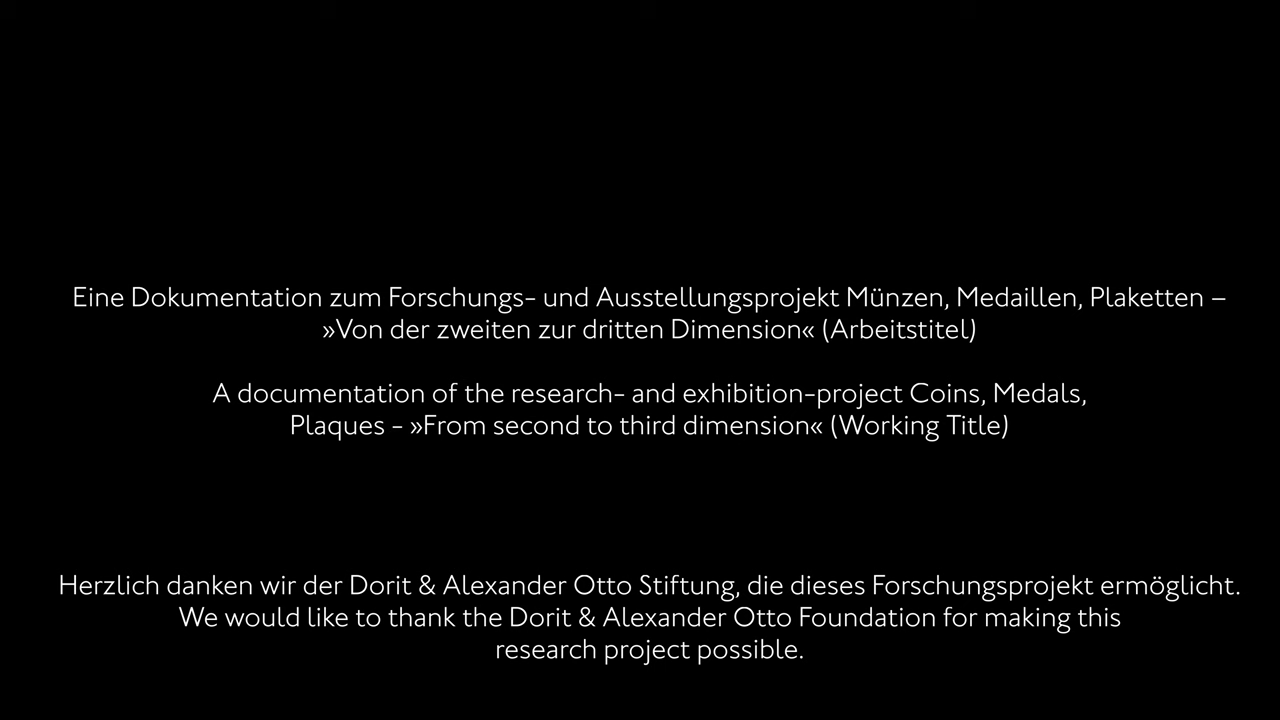 Eine Dokumentation zum Forschungs- und Ausstellungsprojekt Münzen, Medaillen, Plaketten –
»Von der zweiten zur dritten Dimension« (Arbeitstitel)
A documentation of the research- and exhibition-project Coins, Medals,
Plaques - »From second to third dimension« (Working Title)
Herzlich danken wir der Dorit & Alexander Otto Stiftung, die dieses Forschungsprojekt ermöglicht.
We would like to thank the Dorit & Alexander Otto Foundation for making this
research project possible.